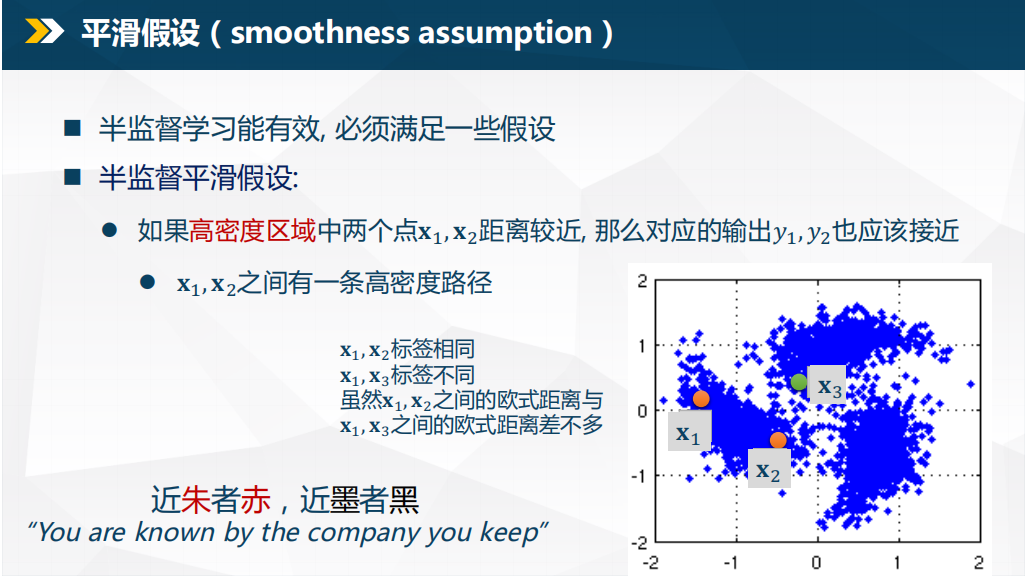 平滑假设（smoothness assumption）
半监督学习能有效, 必须满足一些假设
半监督平滑假设:
如果高密度区域中两个点x₁, x₂距离较近, 那么对应的输出y₁, y₂也应该接近
x₁, x₂之间有一条高密度路径
x₁, x₂标签相同
x₁, x₃标签不同
虽然x₁, x₂之间的欧式距离与
x₁, x₃之间的欧式距离差不多
近朱者赤，近墨者黑
“You are known by the company you keep”
2
1
0
-1
-2
-2
-1
0
1
2
x₃
x₁
x₂